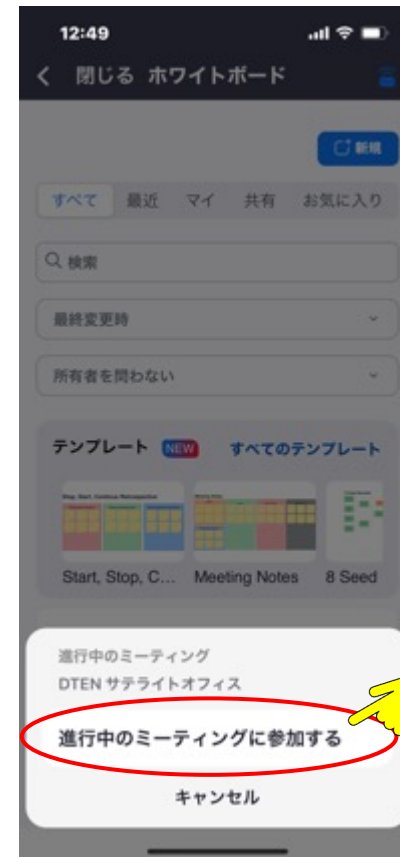 12:49
閉じる ホワイトボード
新規
すべて 最近 マイ 共有 お気に入り
検索
最終変更時
所有者を問わない
テンプレート NEW すべてのテンプレート
Start, Stop, C... Meeting Notes 8 Seed
進行中のミーティング
DTEN サテライトオフィス
進行中のミーティングに参加する
キャンセル